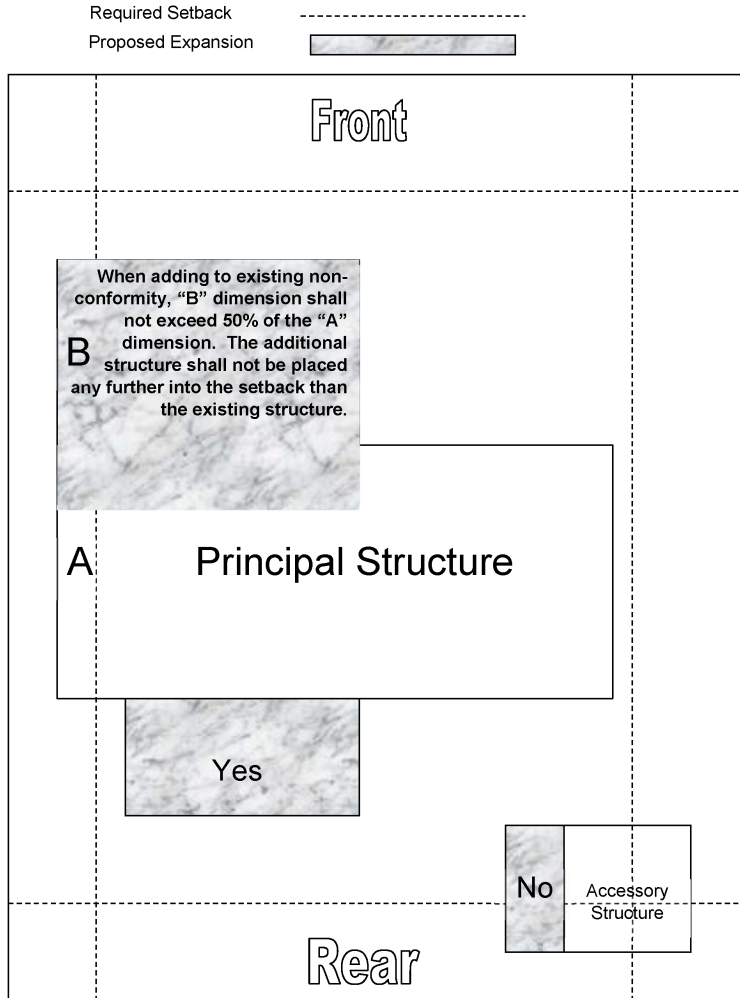 Required Setback
Proposed Expansion
Front
When adding to existing non-
conformity, “B” dimension shall
not exceed 50% of the “A”
dimension.  The additional
structure shall not be placed
any further into the setback than
the existing structure.
B
A
Principal Structure
Yes
No
Accessory
Structure
Rear